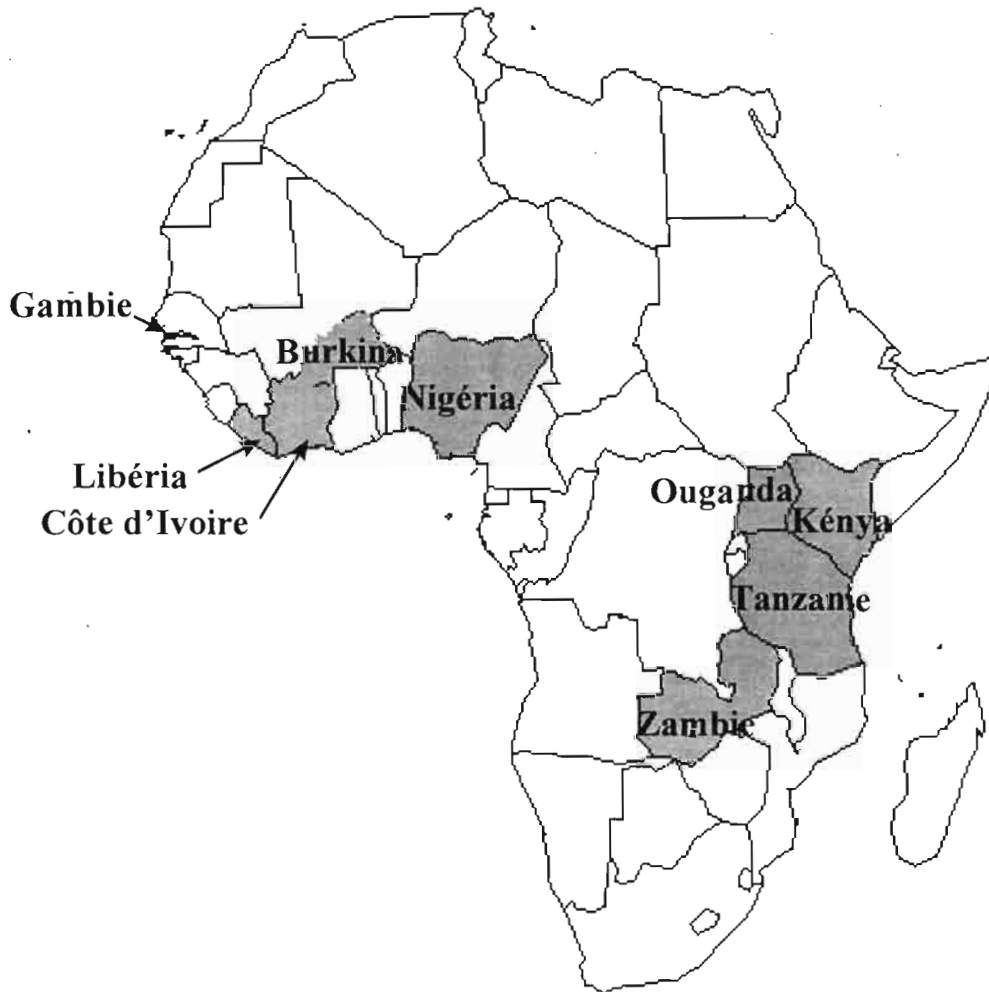 Gambie
Burkina
Nigéria
Libéria
Côte d'Ivoire
Ouganda
Kénya
Tanzanie
Zambie